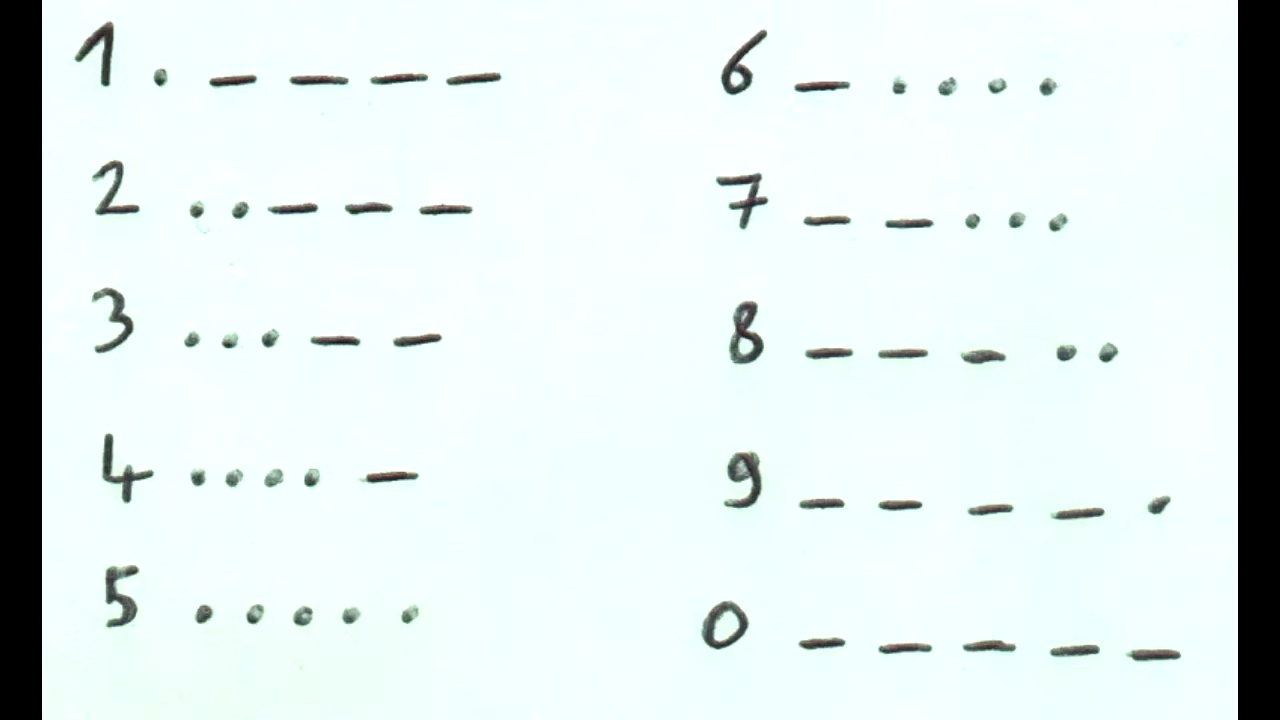 1 . — — — —
2 . . — — —
3 . . . — —
4 . . . . —
5 . . . . .
6 — . . . .
7 — — . . .
8 — — — . .
9 — — — — .
0 — — — — —